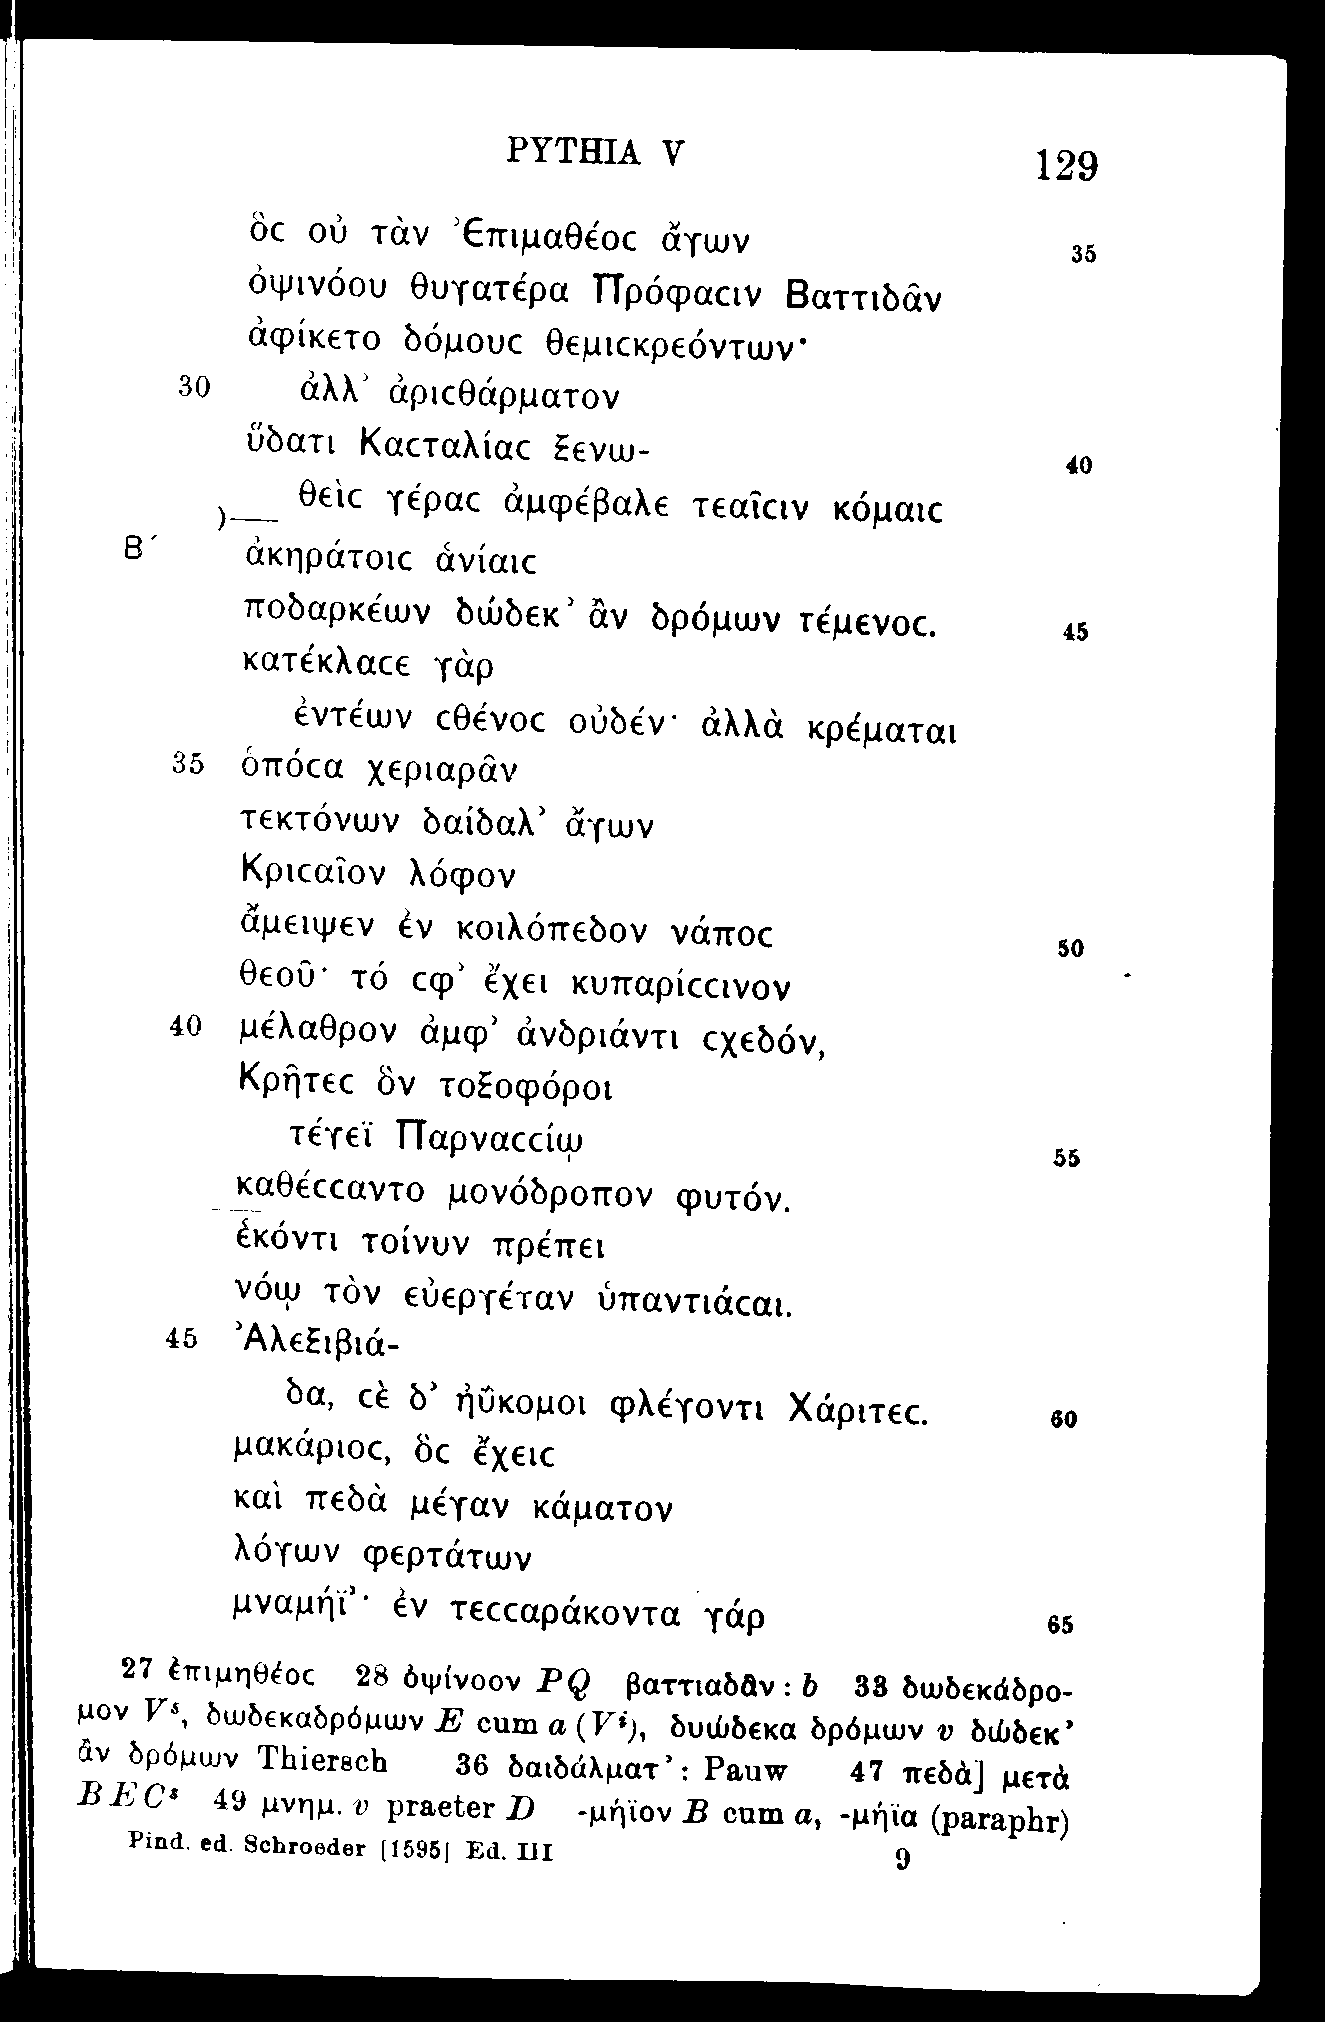 PYTHIA V 129
ὃϲ οὐ τὰν Ἐπιμαθέοϲ ἄγων 35
ὀψινόου θυγατέρα Πρόφαϲιν Βαττιδᾶν
ἀφίκετο δόμουϲ θεμιϲκρεόντων·
30 ἀλλ’ ἀριϲθάρματον
ὕδατι Καϲταλίαϲ ξενω- 40
θεὶϲ γέραϲ ἀμφέβαλε τεαῖϲιν κόμαιϲ
Β´ ἀκηράτοιϲ ἁνίαιϲ
ποδαρκέων δώδεκ’ ἂν δρόμων τέμενοϲ. 45
κατέκλαϲε γὰρ
ἐντέων ϲθένοϲ οὐδέν· ἀλλὰ κρέμαται
35 ὁπόϲα χεριαρᾶν
τεκτόνων δαίδαλ’ ἄγων
Κριϲαῖον λόφον
ἄμειψεν ἐν κοιλόπεδον νάποϲ 50
θεοῦ· τό ϲφ’ ἔχει κυπαρίϲϲινον
40 μέλαθρον ἀμφ’ ἀνδριάντι ϲχεδόν,
Κρῆτεϲ ὃν τοξοφόροι
τέγεϊ Παρναϲϲίῳ 55
καθέϲϲαντο μονόδροπον φυτόν.
ἑκόντι τοίνυν πρέπει
νόῳ τὸν εὐεργέταν ὑπαντιάϲαι.
45 Ἀλεξιβιά-
δα, ϲὲ δ’ ἠΰκομοι φλέγοντι Χάριτεϲ. 60
μακάριοϲ, ὃϲ ἔχειϲ
καὶ πεδὰ μέγαν κάματον
λόγων φερτάτων
μναμήϊ’· ἐν τεϲϲαράκοντα γάρ 65
27 ἐπιμηθέοϲ 28 ὀψίνοον PQ βαττιαδᾶν : b 33 δωδεκάδρο-
μον Vˢ, δωδεκαδρόμων E cum a (Vⁱ), δυώδεκα δρόμων v δώδεκ’
ἂν δρόμων Thiersch 36 δαιδάλματ’ : Pauw 47 πεδὰ] μετὰ
BECˢ 49 μνημ. v praeter D -μήϊον B cum a, -μήϊα (paraphr)
Pind. ed. Schroeder [1595] Ed. III 9